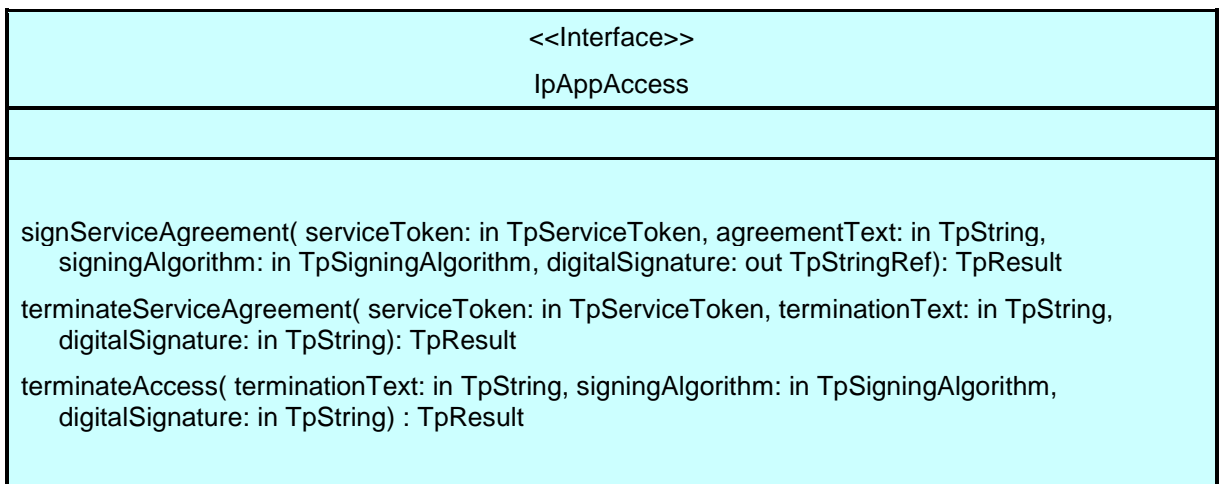 <<Interface>>
IpAppAccess
signServiceAgreement( serviceToken: in TpServiceToken, agreementText: in TpString,
signingAlgorithm: in TpSigningAlgorithm, digitalSignature: out TpStringRef): TpResult
terminateServiceAgreement( serviceToken: in TpServiceToken, terminationText: in TpString,
digitalSignature: in TpString): TpResult
terminateAccess( terminationText: in TpString, signingAlgorithm: in TpSigningAlgorithm,
digitalSignature: in TpString) : TpResult